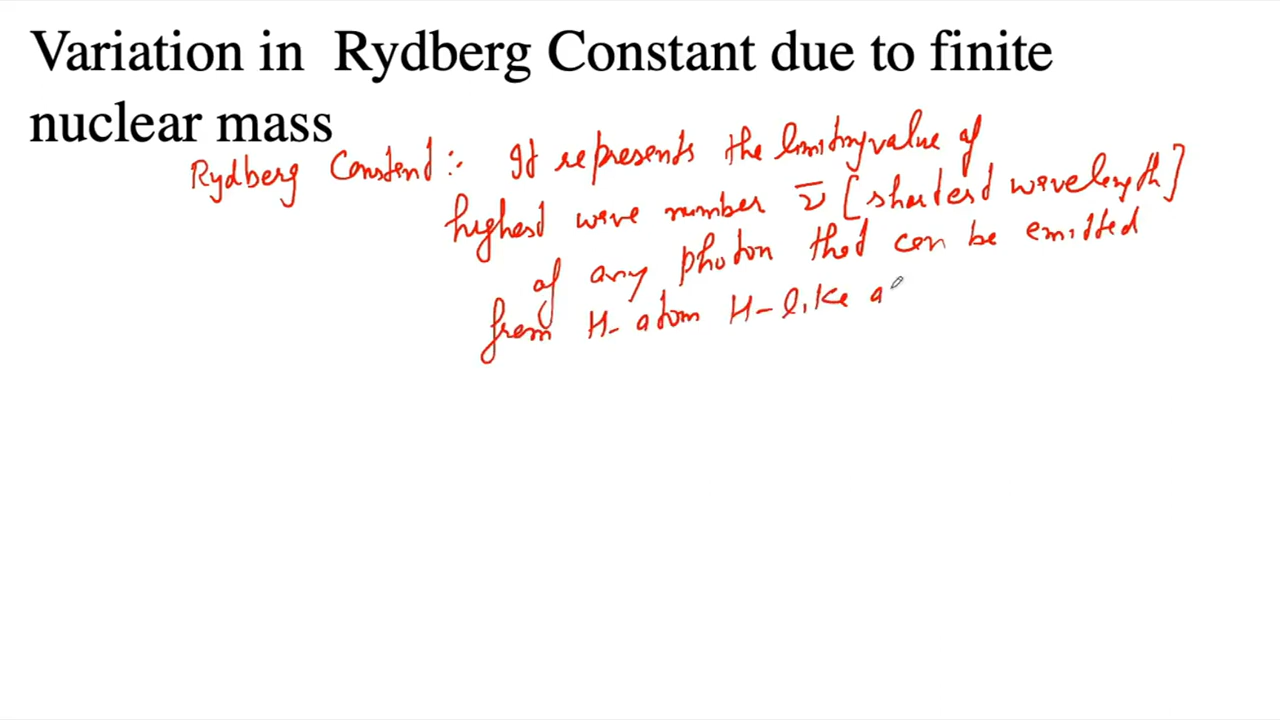 Variation in Rydberg Constant due to finite
nuclear mass
Rydberg Constend :- It represents the limiting value of
highest wave number ν̅ [shortest wavelength]
of any photon that can be emitted
from H- atom H- like a